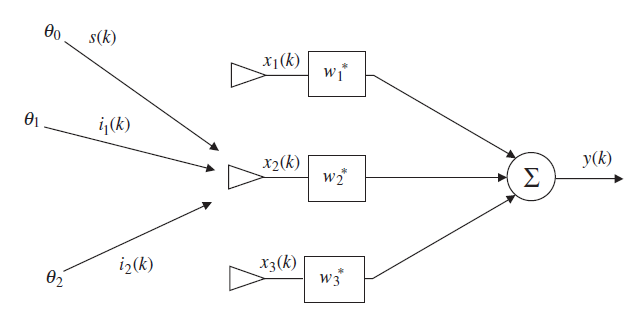 θ₀ s(k)
θ₁ i₁(k)
θ₂ i₂(k)
x₁(k) w₁*
x₂(k) w₂*
x₃(k) w₃*
Σ y(k)